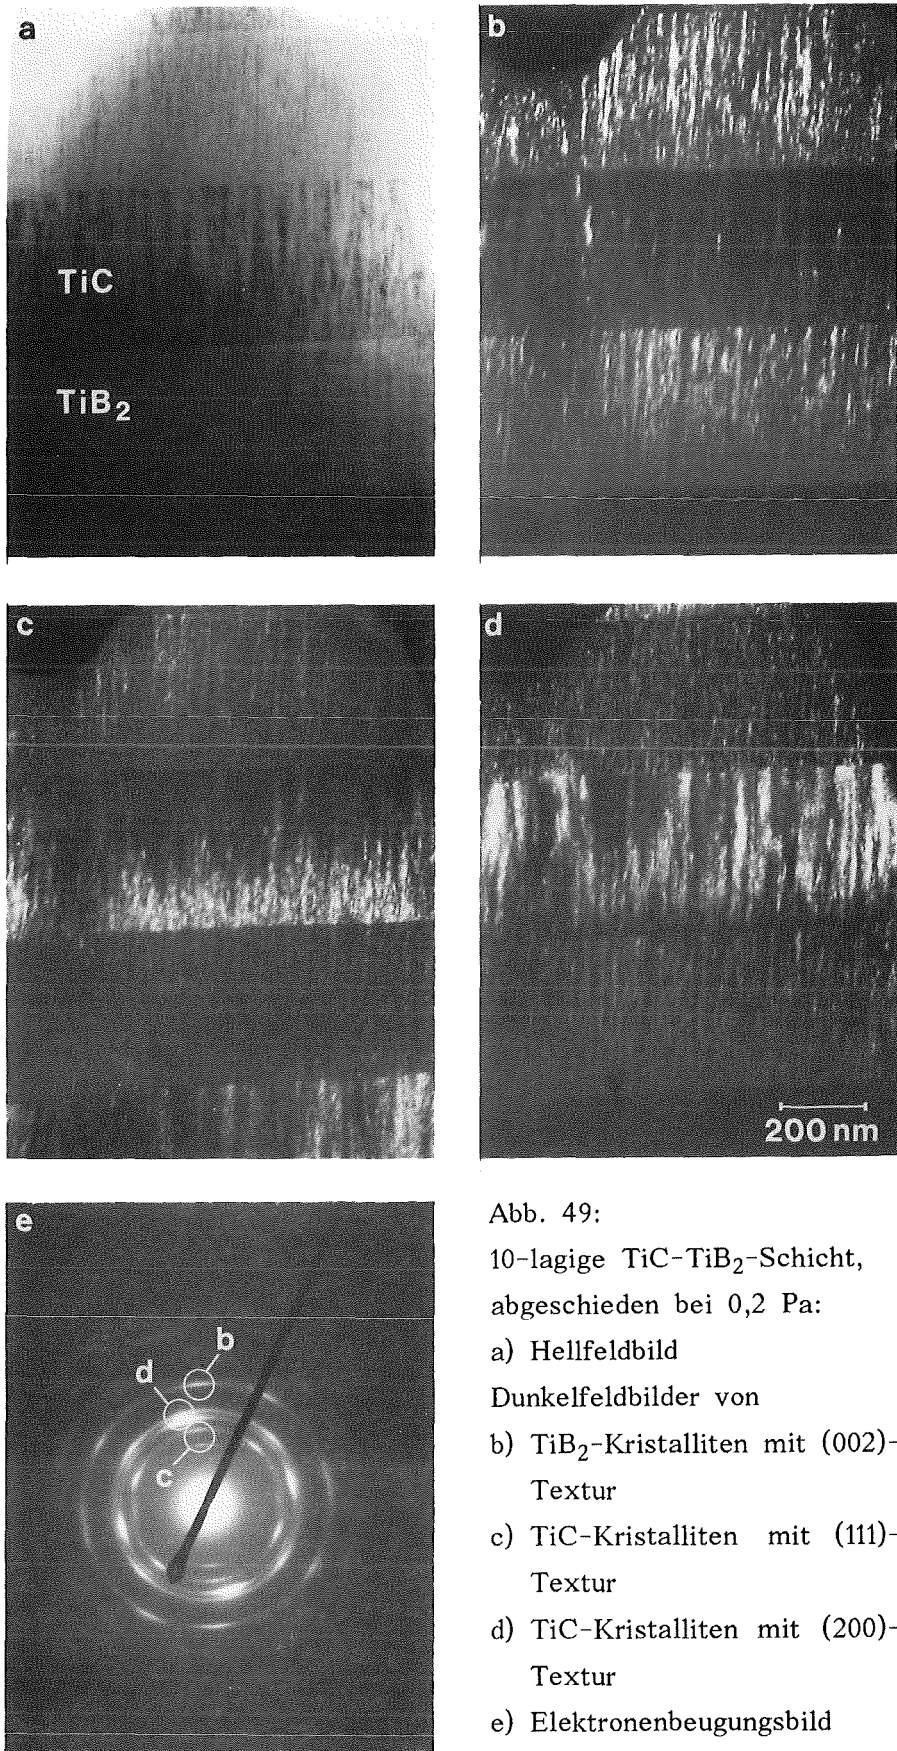 a
b
TiC
TiB₂
c
d
200 nm
e
b
d
c
Abb. 49:
10-lagige TiC-TiB₂-Schicht,
abgeschieden bei 0,2 Pa:
a) Hellfeldbild
Dunkelfeldbilder von
b) TiB₂-Kristalliten mit (002)-
Textur
c) TiC-Kristalliten mit (111)-
Textur
d) TiC-Kristalliten mit (200)-
Textur
e) Elektronenbeugungsbild